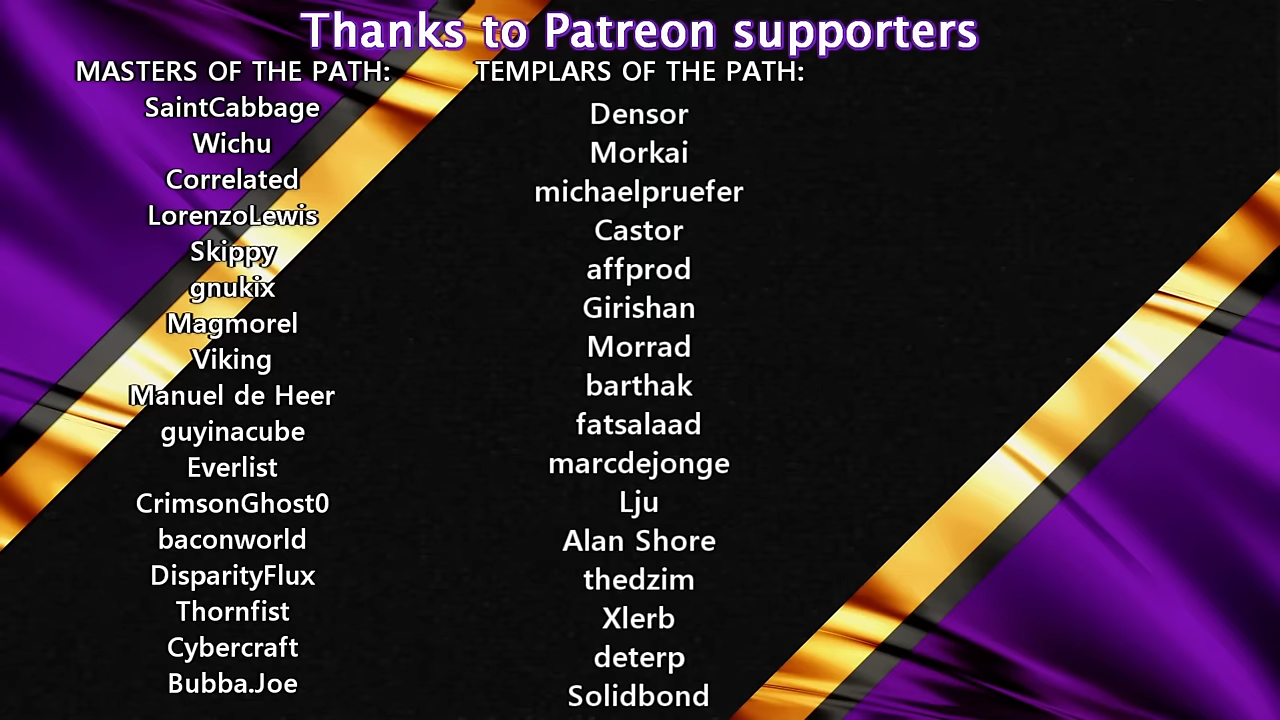 Thanks to Patreon supporters
MASTERS OF THE PATH:
SaintCabbage
Wichu
Correlated
LorenzoLewis
Skippy
gnukix
Magmorel
Viking
Manuel de Heer
guyinacube
Everlist
CrimsonGhost0
baconworld
DisparityFlux
Thornfist
Cybercraft
Bubba.Joe
TEMPLARS OF THE PATH:
Densor
Morkai
michaelpruefer
Castor
affprod
Girishan
Morrad
barthak
fatsalaad
marcdejonge
Lju
Alan Shore
thedzim
Xlerb
deterp
Solidbond